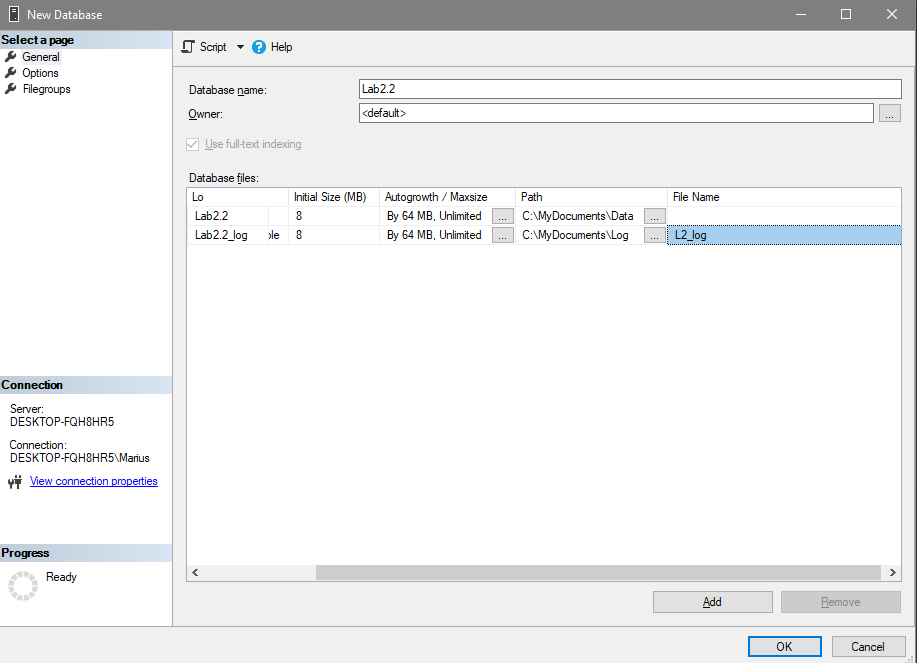 New Database
Select a page
General
Options
Filegroups
Script
Help
Database name: Lab2.2
Owner: <default> ...
Use full-text indexing
Database files:
Lo Initial Size (MB) Autogrowth / Maxsize Path File Name
Lab2.2 8 By 64 MB, Unlimited ... C:\MyDocuments\Data ...
Lab2.2_log ole 8 By 64 MB, Unlimited ... C:\MyDocuments\Log ... L2_log
Connection
Server:
DESKTOP-FQH8HR5
Connection:
DESKTOP-FQH8HR5\Marius
View connection properties
Progress
Ready
Add Remove
OK Cancel